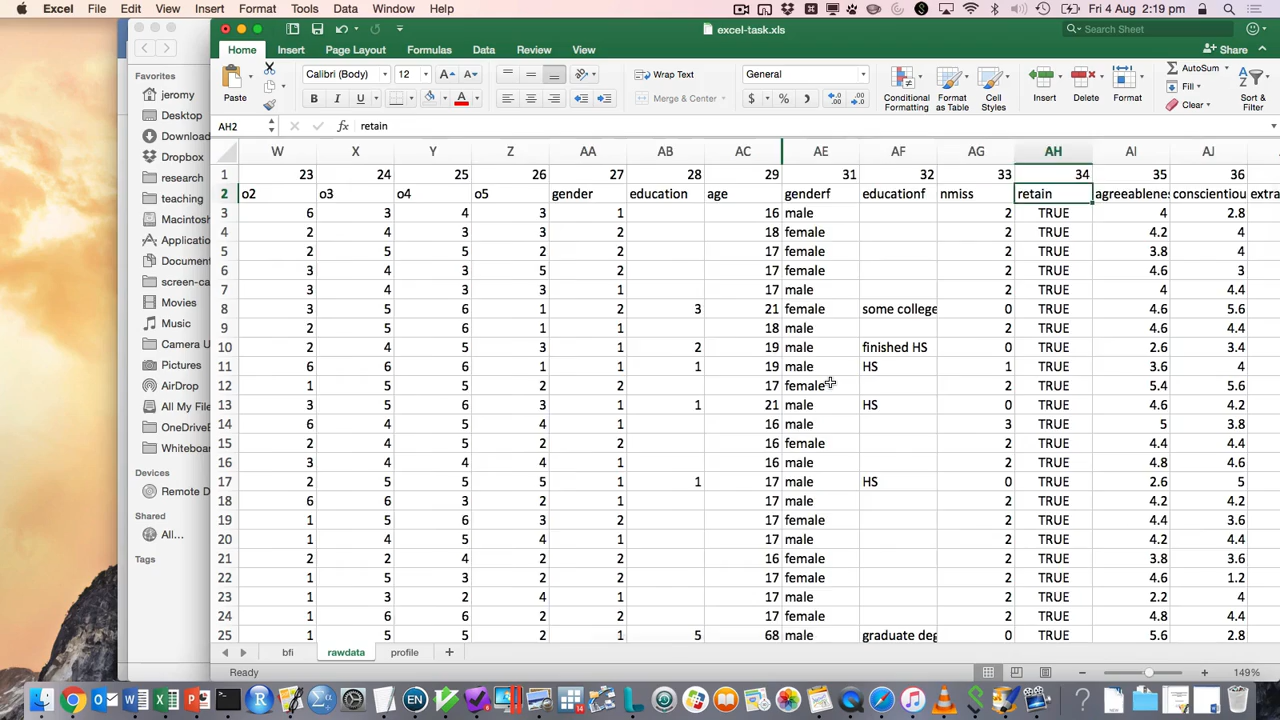 Excel File Edit View Insert Format Tools Data Window Help Fri 4 Aug 2:19 pm
excel-task.xls
Search Sheet
Home Insert Page Layout Formulas Data Review View Share
Paste Calibri (Body) 12 Wrap Text General Conditional Formatting Format as Table Cell Styles Insert Delete Format AutoSum Fill Clear Sort & Filter
Merge & Center
AH2 fx retain
W X Y Z AA AB AC AE AF AG AH AI AJ
1 23 24 25 26 27 28 29 31 32 33 34 35 36
2 o2 o3 o4 o5 gender education age genderf educationf nmiss retain agreeablenes conscientiou extra
3 6 3 4 3 1 16 male 2 TRUE 4 2.8
4 2 4 3 3 2 18 female 2 TRUE 4.2 4
5 2 5 5 2 2 17 female 2 TRUE 3.8 4
6 3 4 3 5 2 17 female 2 TRUE 4.6 3
7 3 4 3 3 1 17 male 2 TRUE 4 4.4
8 3 5 6 1 2 3 21 female some college 0 TRUE 4.6 5.6
9 2 5 6 1 1 18 male 2 TRUE 4.6 4.4
10 2 4 5 3 1 2 19 male finished HS 0 TRUE 2.6 3.4
11 6 6 6 1 1 1 19 male HS 1 TRUE 3.6 4
12 1 5 5 2 2 17 female 2 TRUE 5.4 5.6
13 3 5 6 3 1 1 21 male HS 0 TRUE 4.6 4.2
14 6 4 5 4 1 16 male 3 TRUE 5 3.8
15 2 4 5 2 2 16 female 2 TRUE 4.4 4.4
16 3 4 4 4 1 16 male 2 TRUE 4.8 4.6
17 2 5 5 5 1 1 17 male HS 0 TRUE 2.6 5
18 6 6 3 2 1 17 male 2 TRUE 4.2 4.2
19 1 5 6 3 2 17 female 2 TRUE 4.4 3.6
20 1 4 5 4 1 17 male 2 TRUE 4.2 4.6
21 2 2 4 2 2 16 female 2 TRUE 3.8 3.6
22 1 5 5 2 2 17 female 2 TRUE 4.6 1.2
23 1 3 2 4 1 17 male 2 TRUE 2.2 4
24 1 6 6 2 2 17 female 2 TRUE 4.8 4.4
25 1 5 5 2 1 5 68 male graduate deg 0 TRUE 5.6 2.8
bfi rawdata profile
Ready 149%
Favorites
jeromy
Desktop
Download
Dropbox
research
teaching
Macintosh
Applicatio
Document
screen-ca
Movies
Music
Camera U
Pictures
AirDrop
All My File
OneDriveB
Whiteboar
Devices
Remote D
Shared
All...
Tags